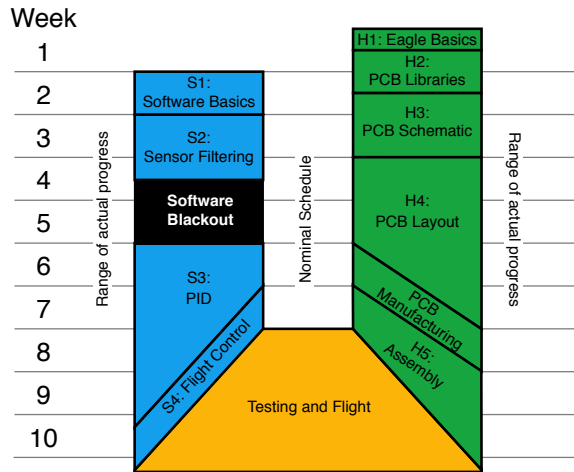 Week
1
2
3
4
5
6
7
8
9
10
Range of actual progress
S1:
Software Basics
S2:
Sensor Filtering
Software
Blackout
S3:
PID
S4: Flight Control
Nominal Schedule
H1: Eagle Basics
H2:
PCB Libraries
H3:
PCB Schematic
H4:
PCB Layout
PCB
Manufacturing
H5:
Assembly
Range of actual progress
Testing and Flight